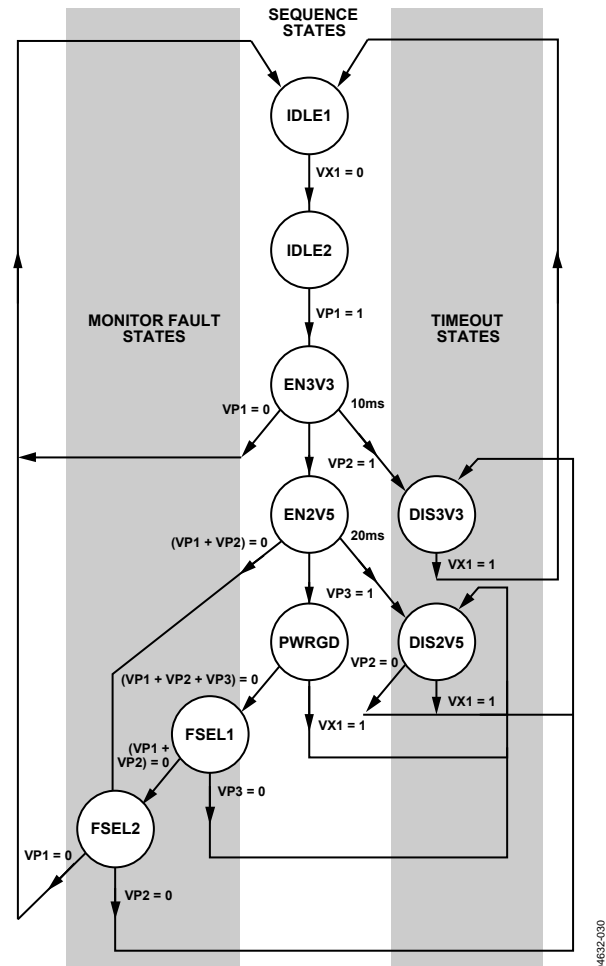 SEQUENCE
STATES
IDLE1
VX1 = 0
IDLE2
MONITOR FAULT
STATES
VP1 = 1
TIMEOUT
STATES
EN3V3
VP1 = 0
10ms
VP2 = 1
EN2V5
DIS3V3
(VP1 + VP2) = 0
20ms
VX1 = 1
VP3 = 1
PWRGD
DIS2V5
VP2 = 0
(VP1 + VP2 + VP3) = 0
VX1 = 1
VX1 = 1
FSEL1
(VP1 +
VP2) = 0
VP3 = 0
FSEL2
VP1 = 0
VP2 = 0
04632-030